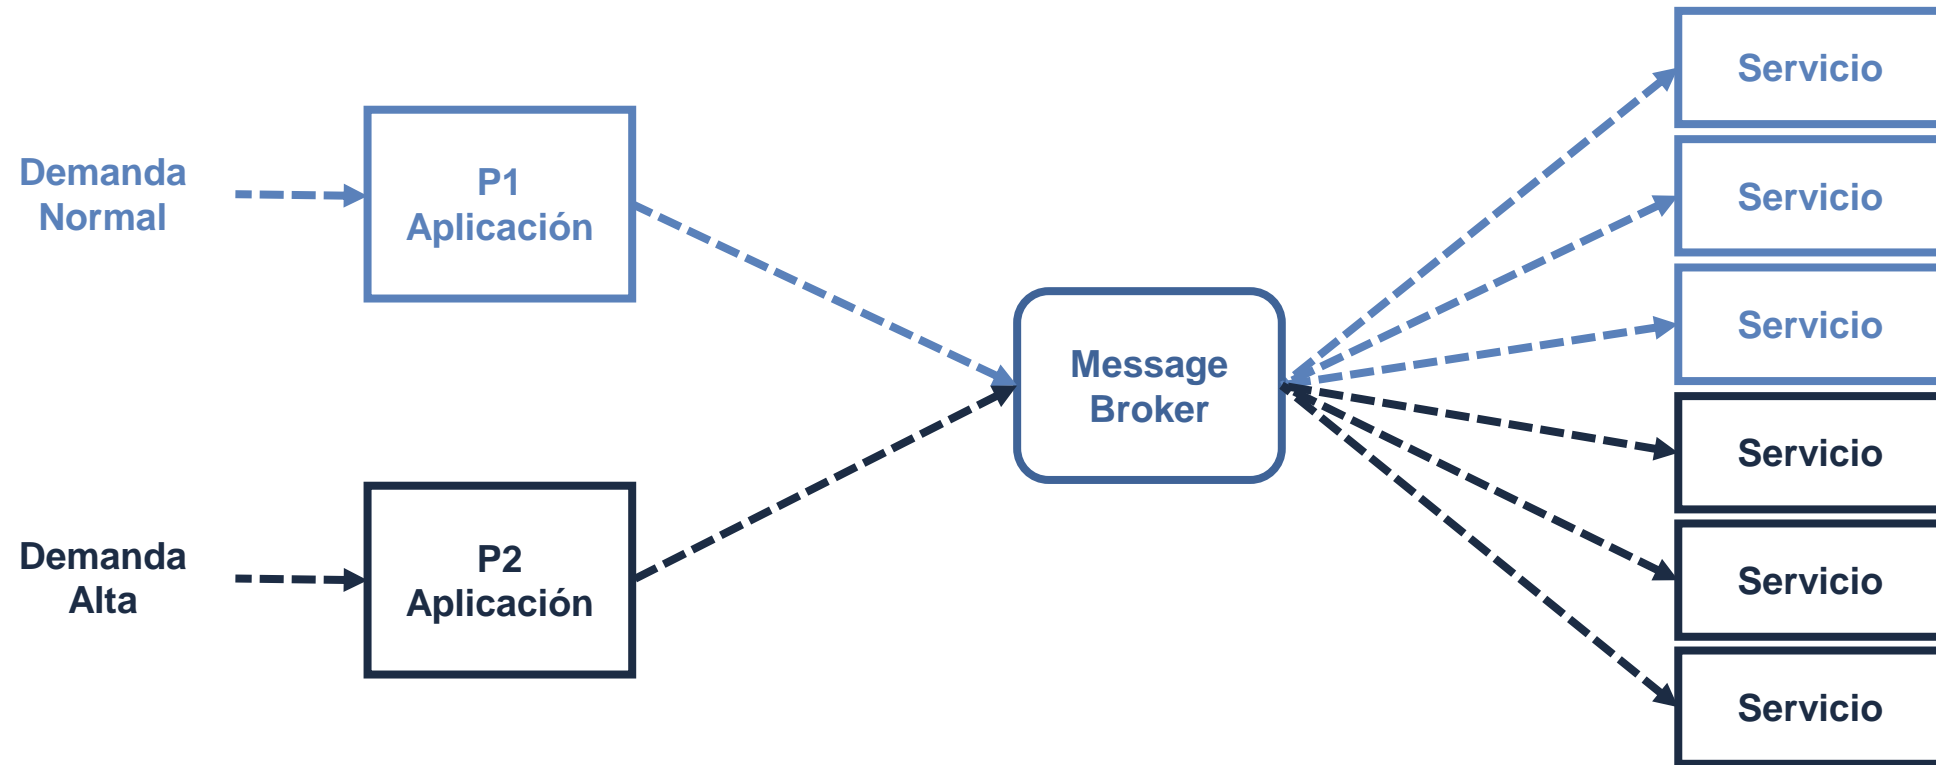 Demanda
Normal
P1
Aplicación
Demanda
Alta
P2
Aplicación
Message
Broker
Servicio
Servicio
Servicio
Servicio
Servicio
Servicio